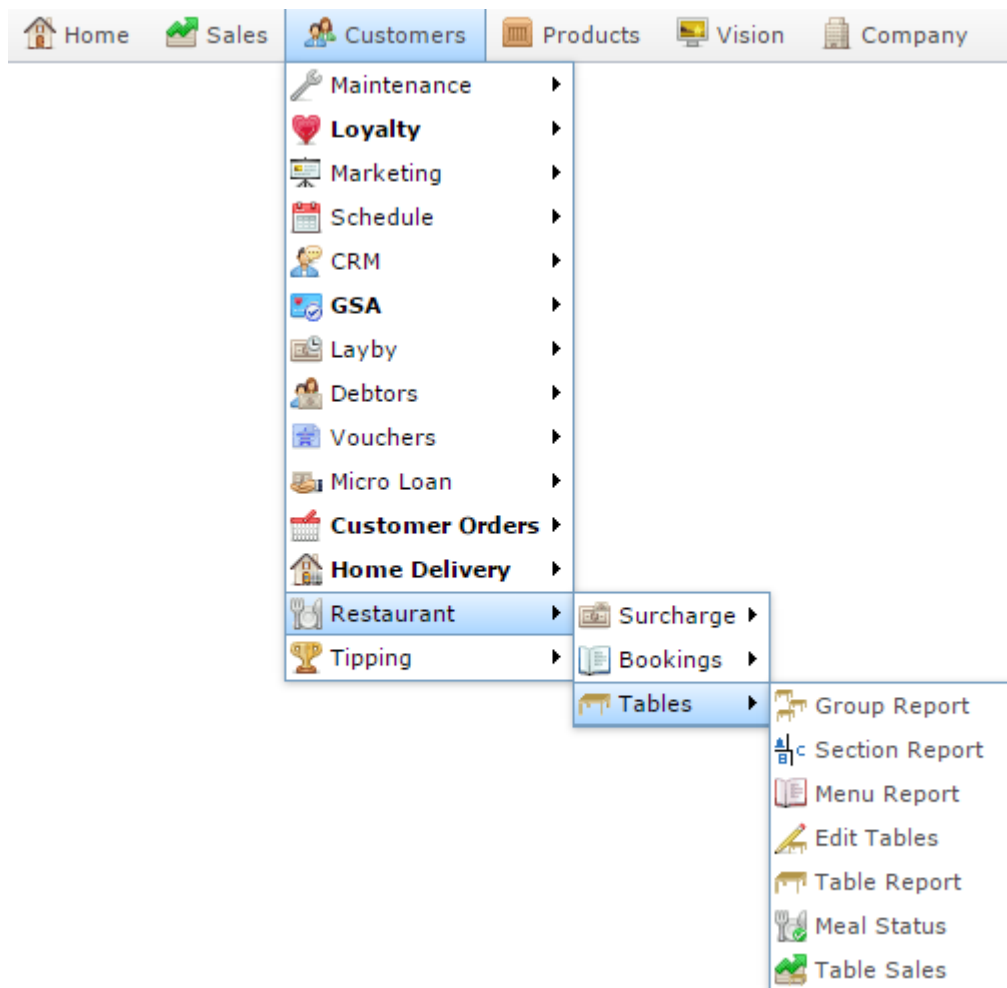 Home Sales Customers Products Vision Company
Maintenance
Loyalty
Marketing
Schedule
CRM
GSA
Layby
Debtors
Vouchers
Micro Loan
Customer Orders
Home Delivery
Restaurant
Tipping
Surcharge
Bookings
Tables
Group Report
Section Report
Menu Report
Edit Tables
Table Report
Meal Status
Table Sales